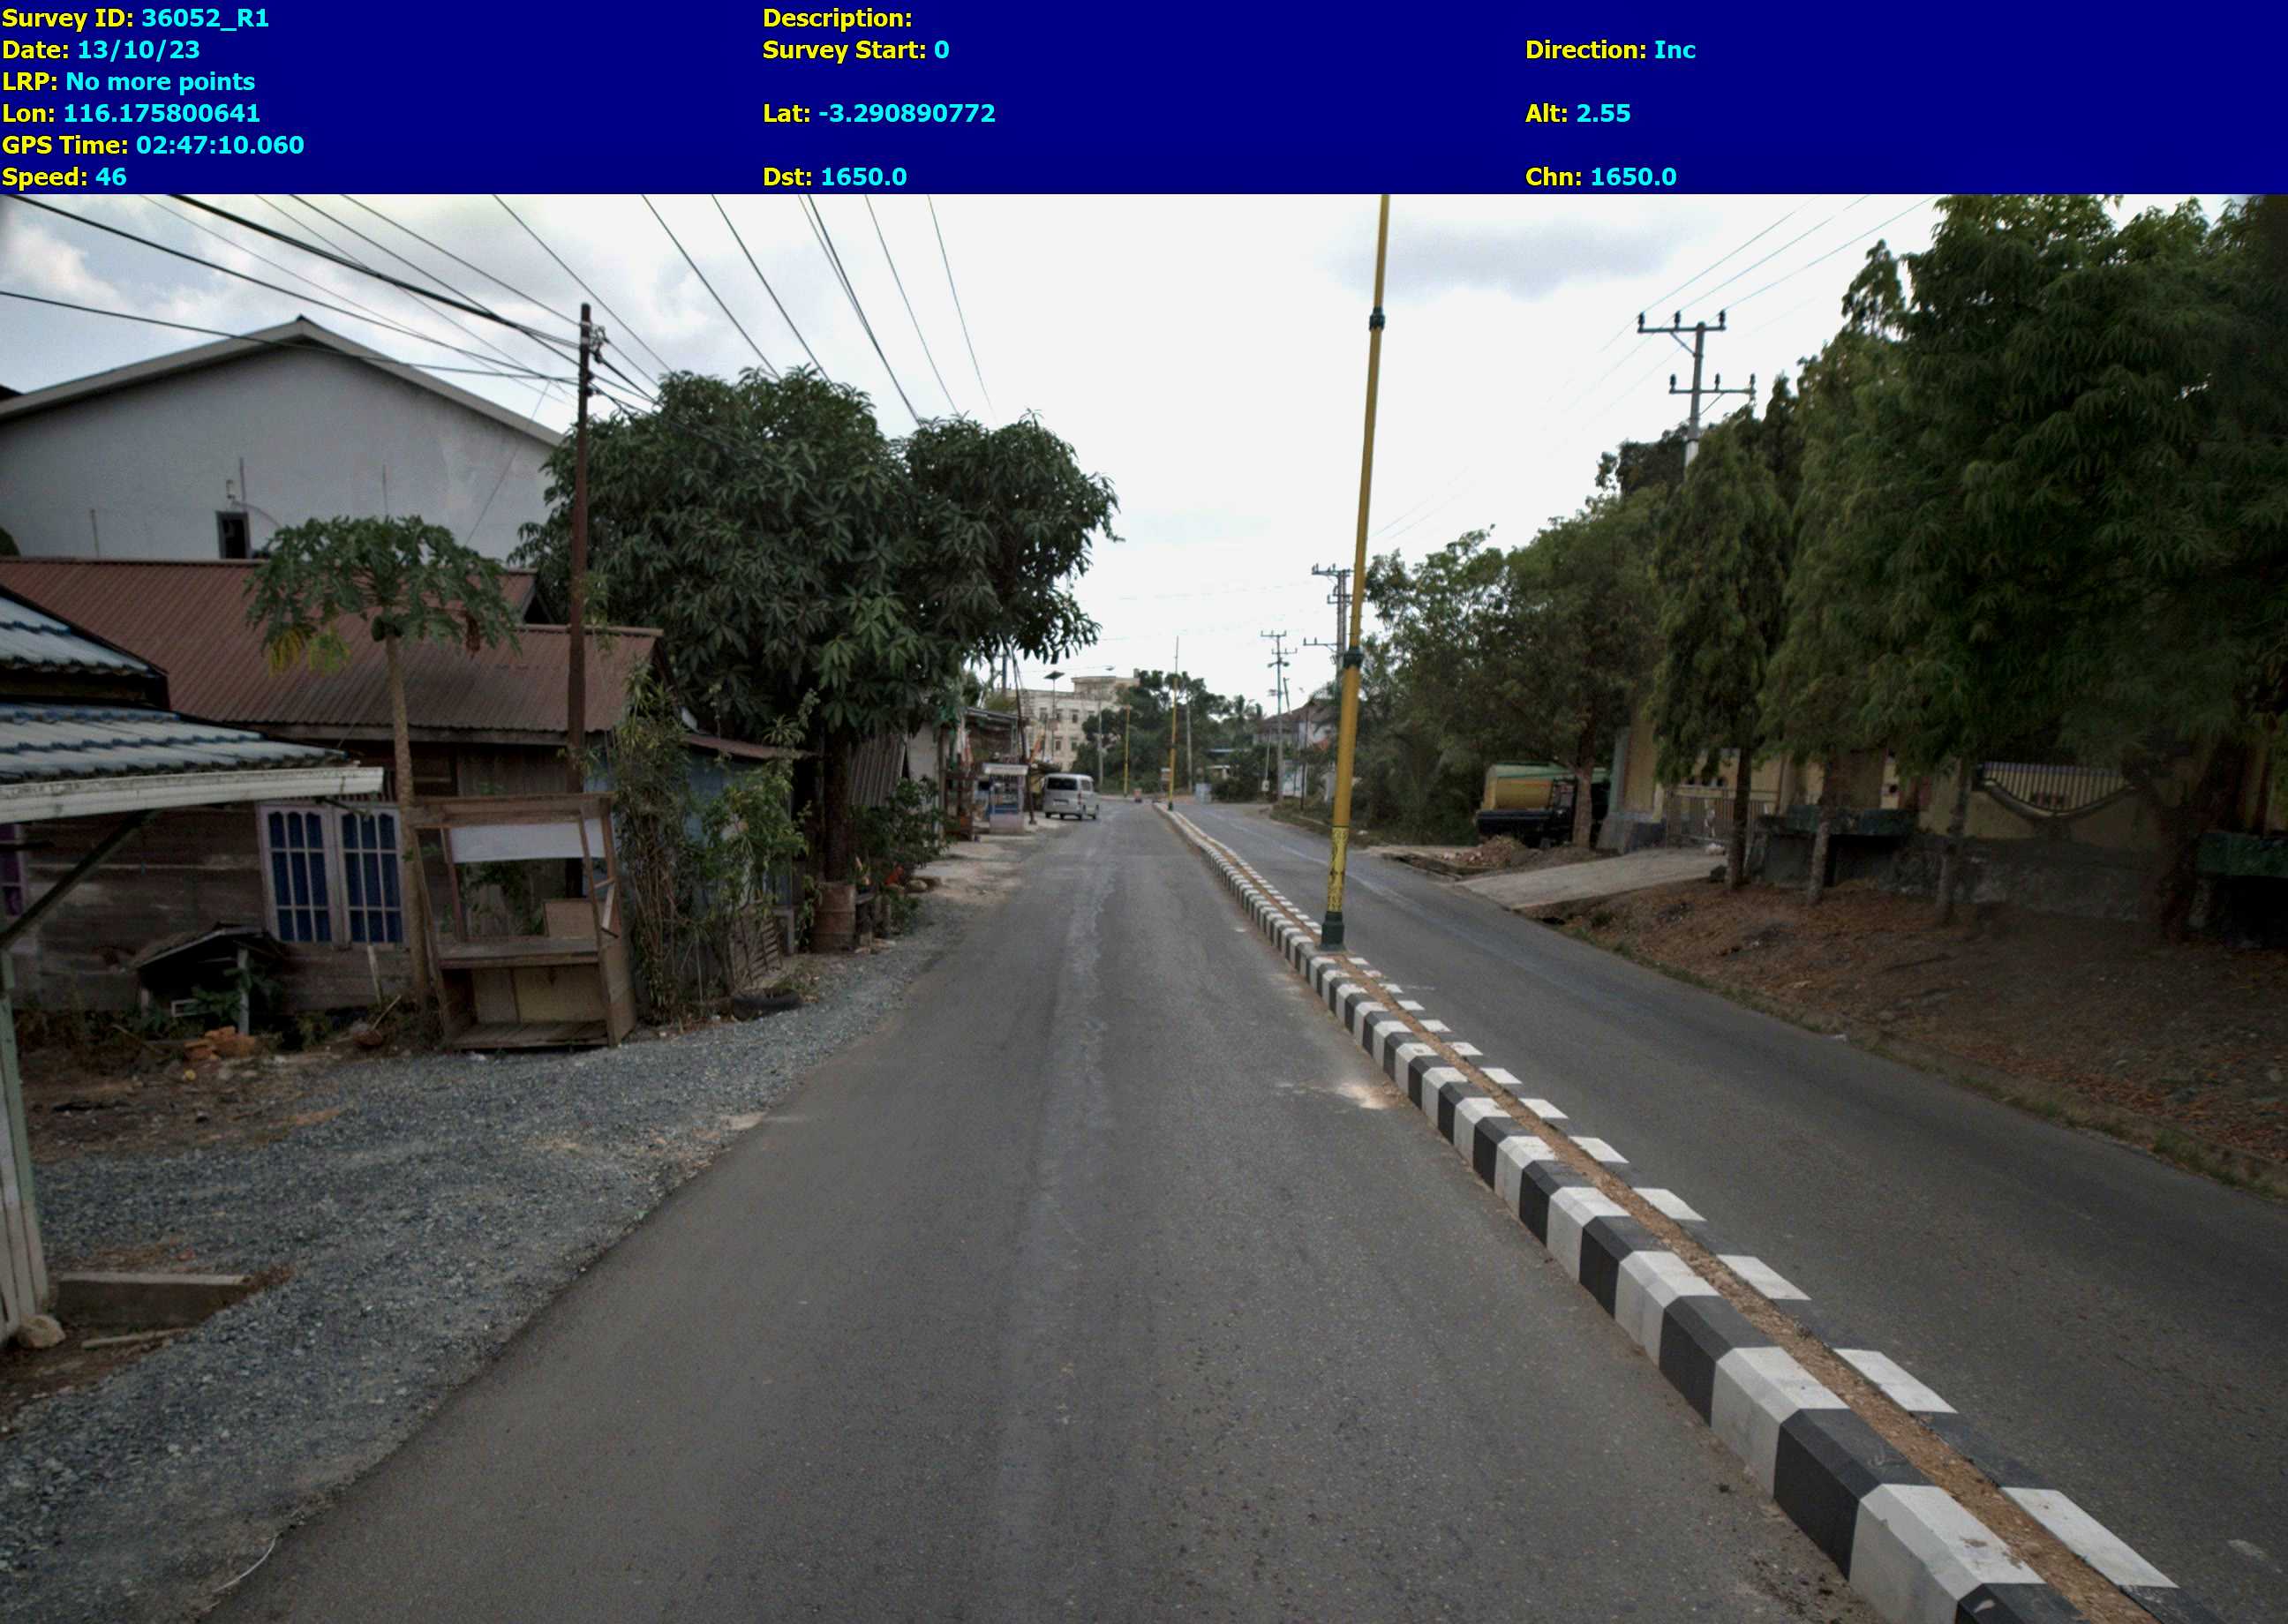 Survey ID: 36052_R1
Description:
Date: 13/10/23
Survey Start: 0
Direction: Inc
LRP: No more points
Lon: 116.175800641
Lat: -3.290890772
Alt: 2.55
GPS Time: 02:47:10.060
Speed: 46
Dst: 1650.0
Chn: 1650.0